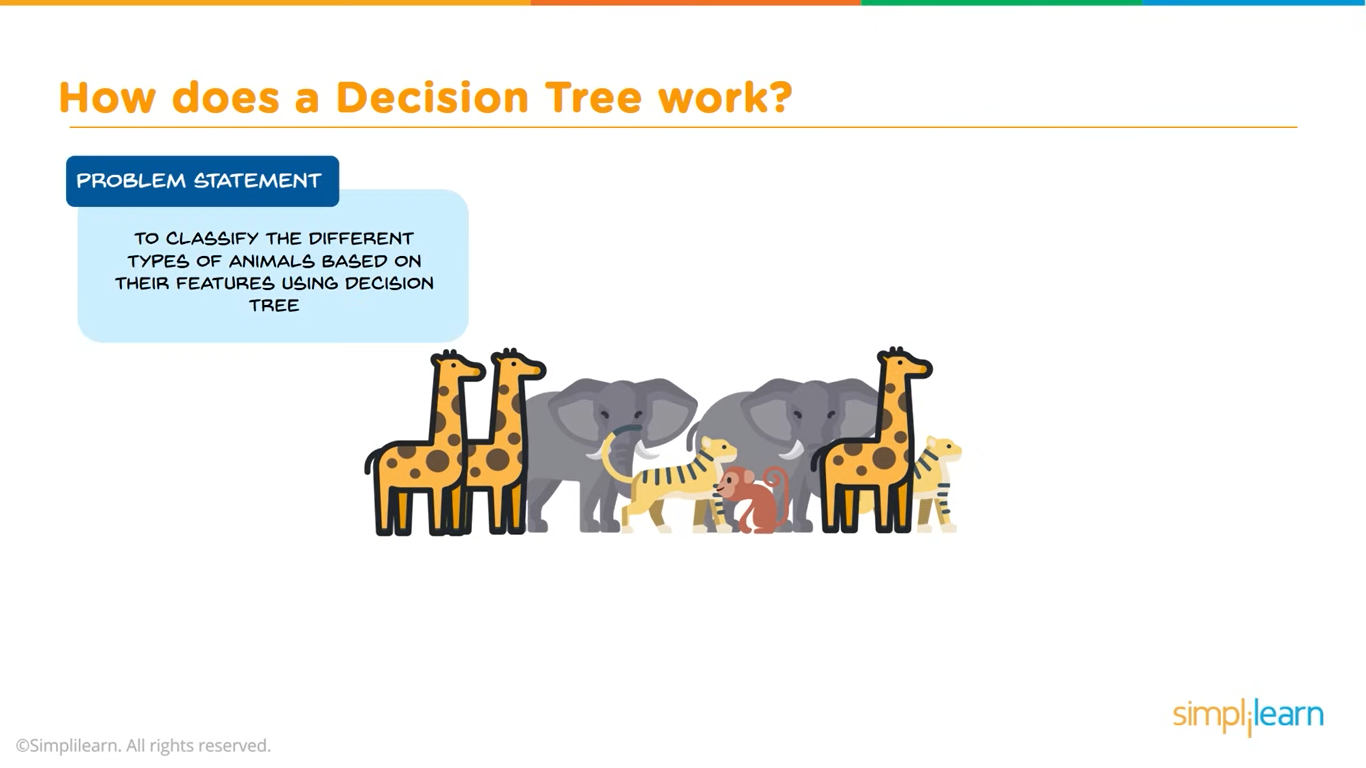 How does a Decision Tree work?
PROBLEM STATEMENT
TO CLASSIFY THE DIFFERENT
TYPES OF ANIMALS BASED ON
THEIR FEATURES USING DECISION
TREE
simplilearn
©Simplilearn. All rights reserved.